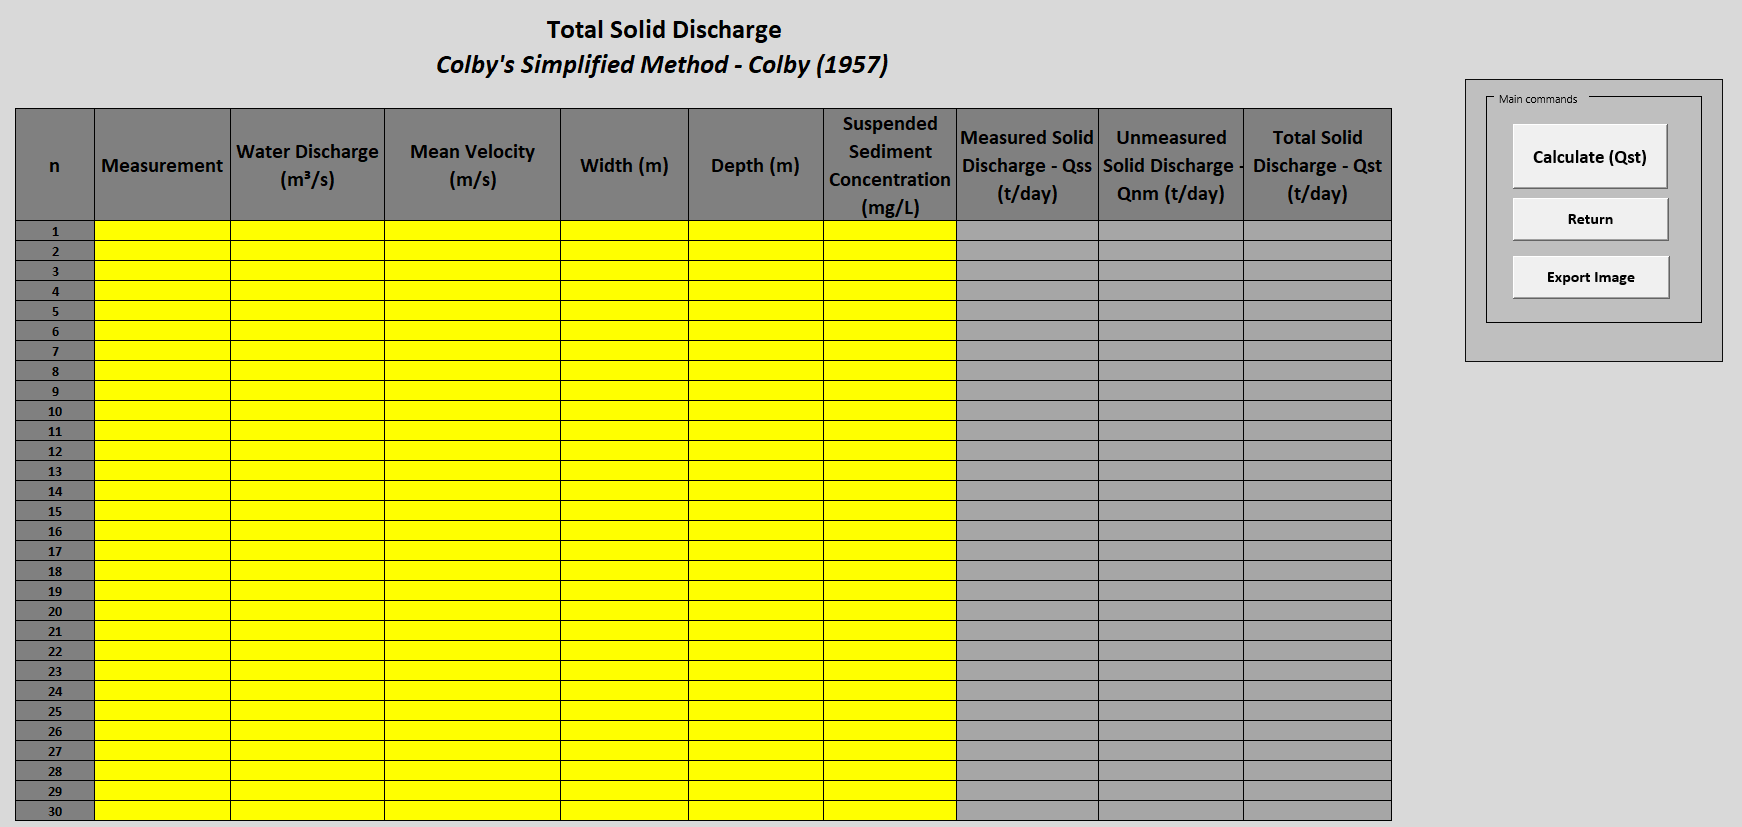 Total Solid Discharge
Colby's Simplified Method - Colby (1957)
n
Measurement
Water Discharge
(m³/s)
Mean Velocity
(m/s)
Width (m)
Depth (m)
Suspended
Sediment
Concentration
(mg/L)
Measured Solid
Discharge - Qss
(t/day)
Unmeasured
Solid Discharge -
Qnm (t/day)
Total Solid
Discharge - Qst
(t/day)
1
2
3
4
5
6
7
8
9
10
11
12
13
14
15
16
17
18
19
20
21
22
23
24
25
26
27
28
29
30
Main commands
Calculate (Qst)
Return
Export Image